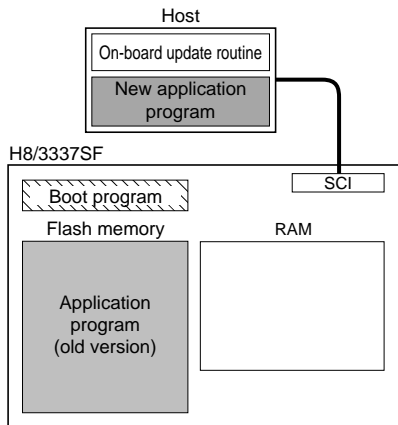 Host
On-board update routine
New application
program
H8/3337SF
SCI
Boot program
Flash memory
RAM
Application
program
(old version)